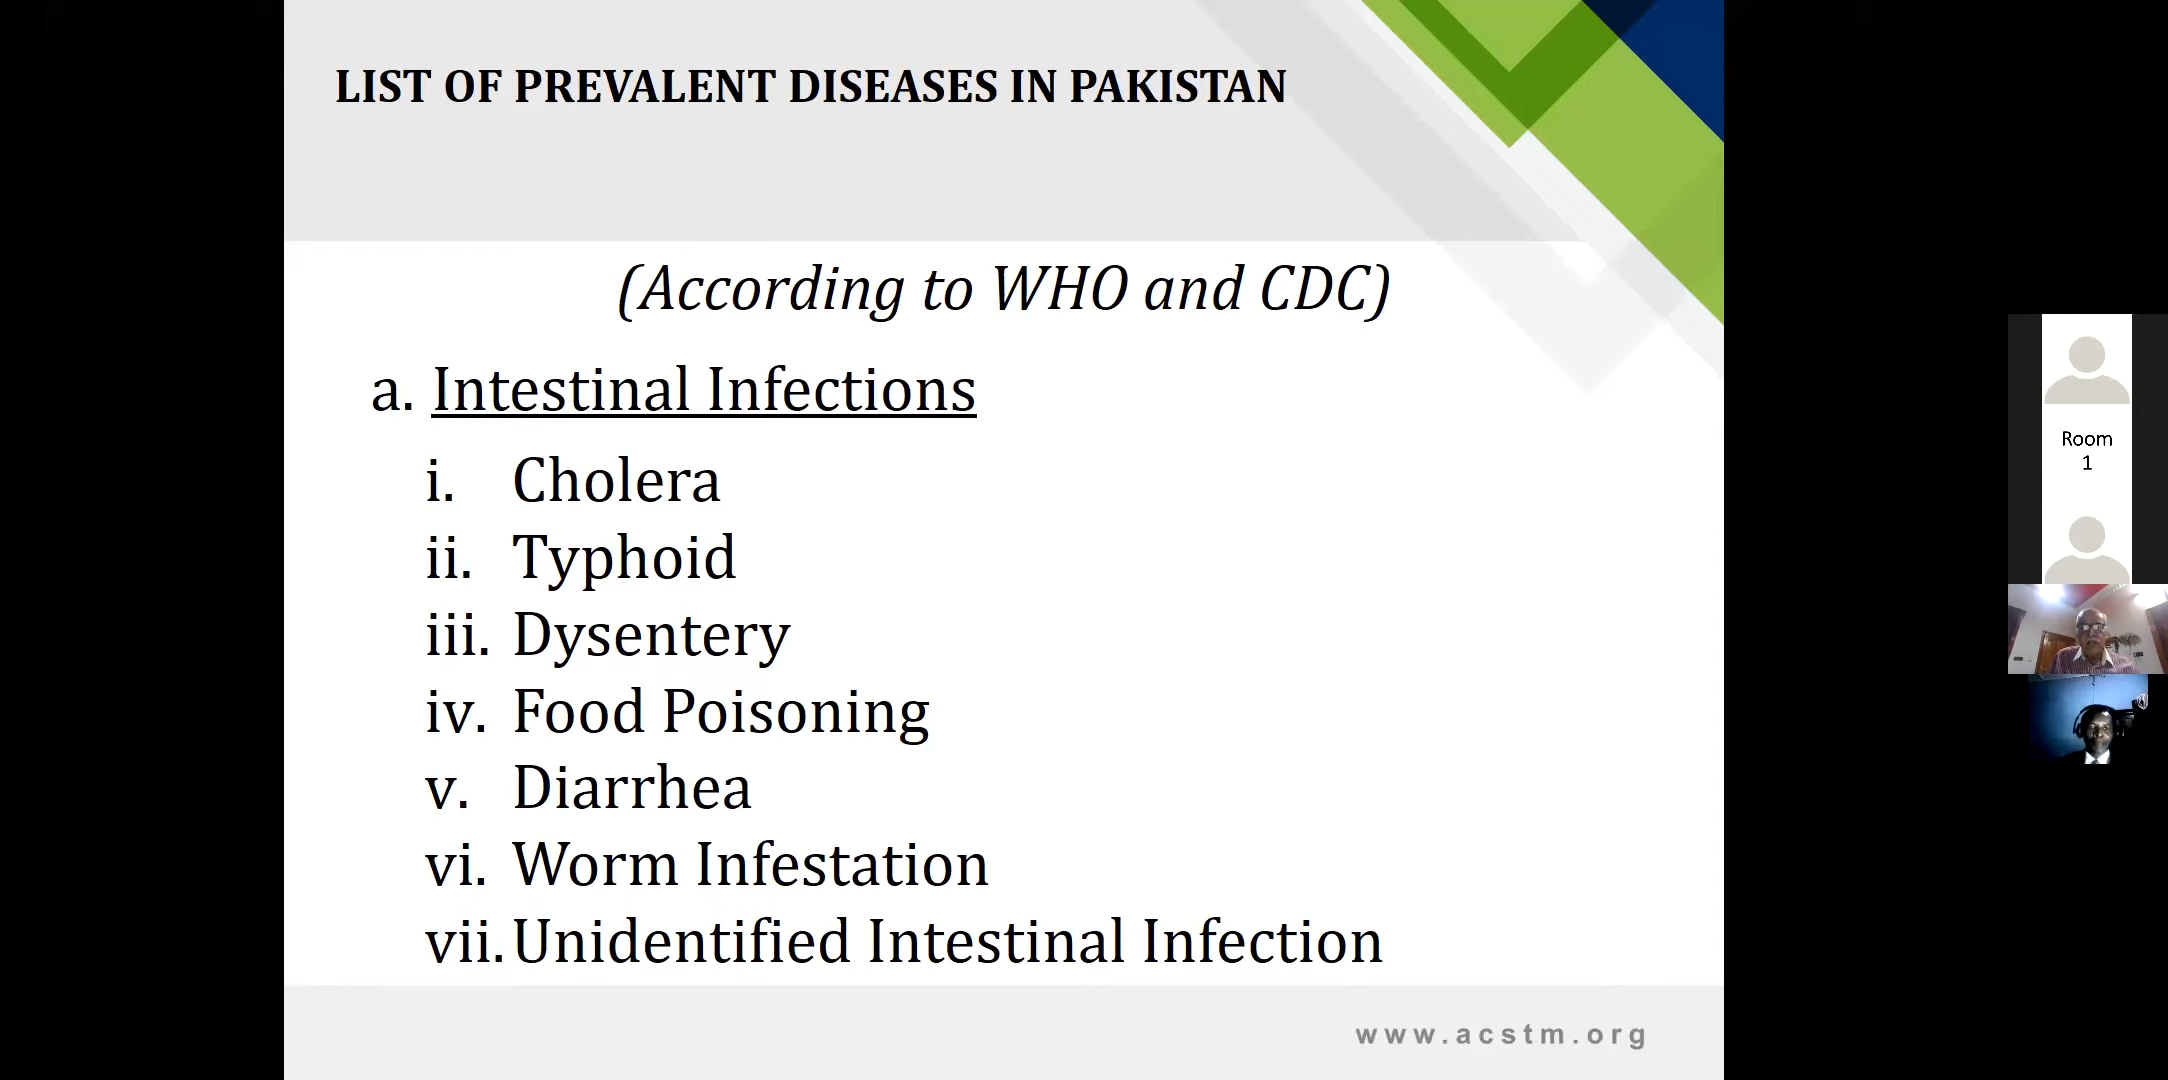 LIST OF PREVALENT DISEASES IN PAKISTAN
(According to WHO and CDC)
a. Intestinal Infections
i. Cholera
ii. Typhoid
iii. Dysentery
iv. Food Poisoning
v. Diarrhea
vi. Worm Infestation
vii. Unidentified Intestinal Infection
www.acstm.org
Room
1